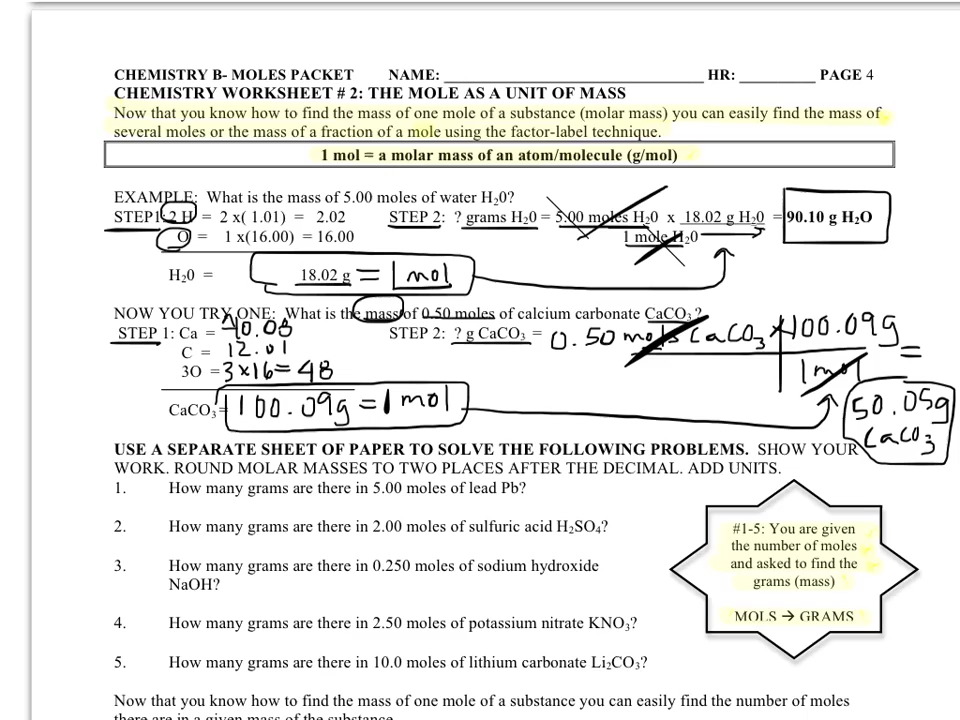 CHEMISTRY B- MOLES PACKET NAME: ____________ HR: ________ PAGE 4
CHEMISTRY WORKSHEET # 2: THE MOLE AS A UNIT OF MASS
Now that you know how to find the mass of one mole of a substance (molar mass) you can easily find the mass of
several moles or the mass of a fraction of a mole using the factor-label technique.
1 mol = a molar mass of an atom/molecule (g/mol)
EXAMPLE: What is the mass of 5.00 moles of water H₂0?
STEP1: 2 H = 2 x( 1.01) = 2.02 STEP 2: ? grams H₂0 = 5.00 moles H₂0 x 18.02 g H₂0 = 90.10 g H₂O
O = 1 x(16.00) = 16.00 1 mole H₂0
H₂0 = 18.02 g = 1 mol
NOW YOU TRY ONE: What is the mass of 0.50 moles of calcium carbonate CaCO₃?
STEP 1: Ca = 40.08 STEP 2: ? g CaCO₃ = 0.50 mols CaCO₃ x 100.09g =
C = 12.01 1 mol
3O = 3 x 16 = 48
CaCO₃ = 100.09g = 1 mol 50.05g
CaCO₃
USE A SEPARATE SHEET OF PAPER TO SOLVE THE FOLLOWING PROBLEMS. SHOW YOUR
WORK. ROUND MOLAR MASSES TO TWO PLACES AFTER THE DECIMAL. ADD UNITS.
1. How many grams are there in 5.00 moles of lead Pb?
2. How many grams are there in 2.00 moles of sulfuric acid H₂SO₄?
3. How many grams are there in 0.250 moles of sodium hydroxide
NaOH?
4. How many grams are there in 2.50 moles of potassium nitrate KNO₃?
5. How many grams are there in 10.0 moles of lithium carbonate Li₂CO₃?
#1-5: You are given
the number of moles
and asked to find the
grams (mass)
MOLS → GRAMS
Now that you know how to find the mass of one mole of a substance you can easily find the number of moles
there are in a given mass of the substance